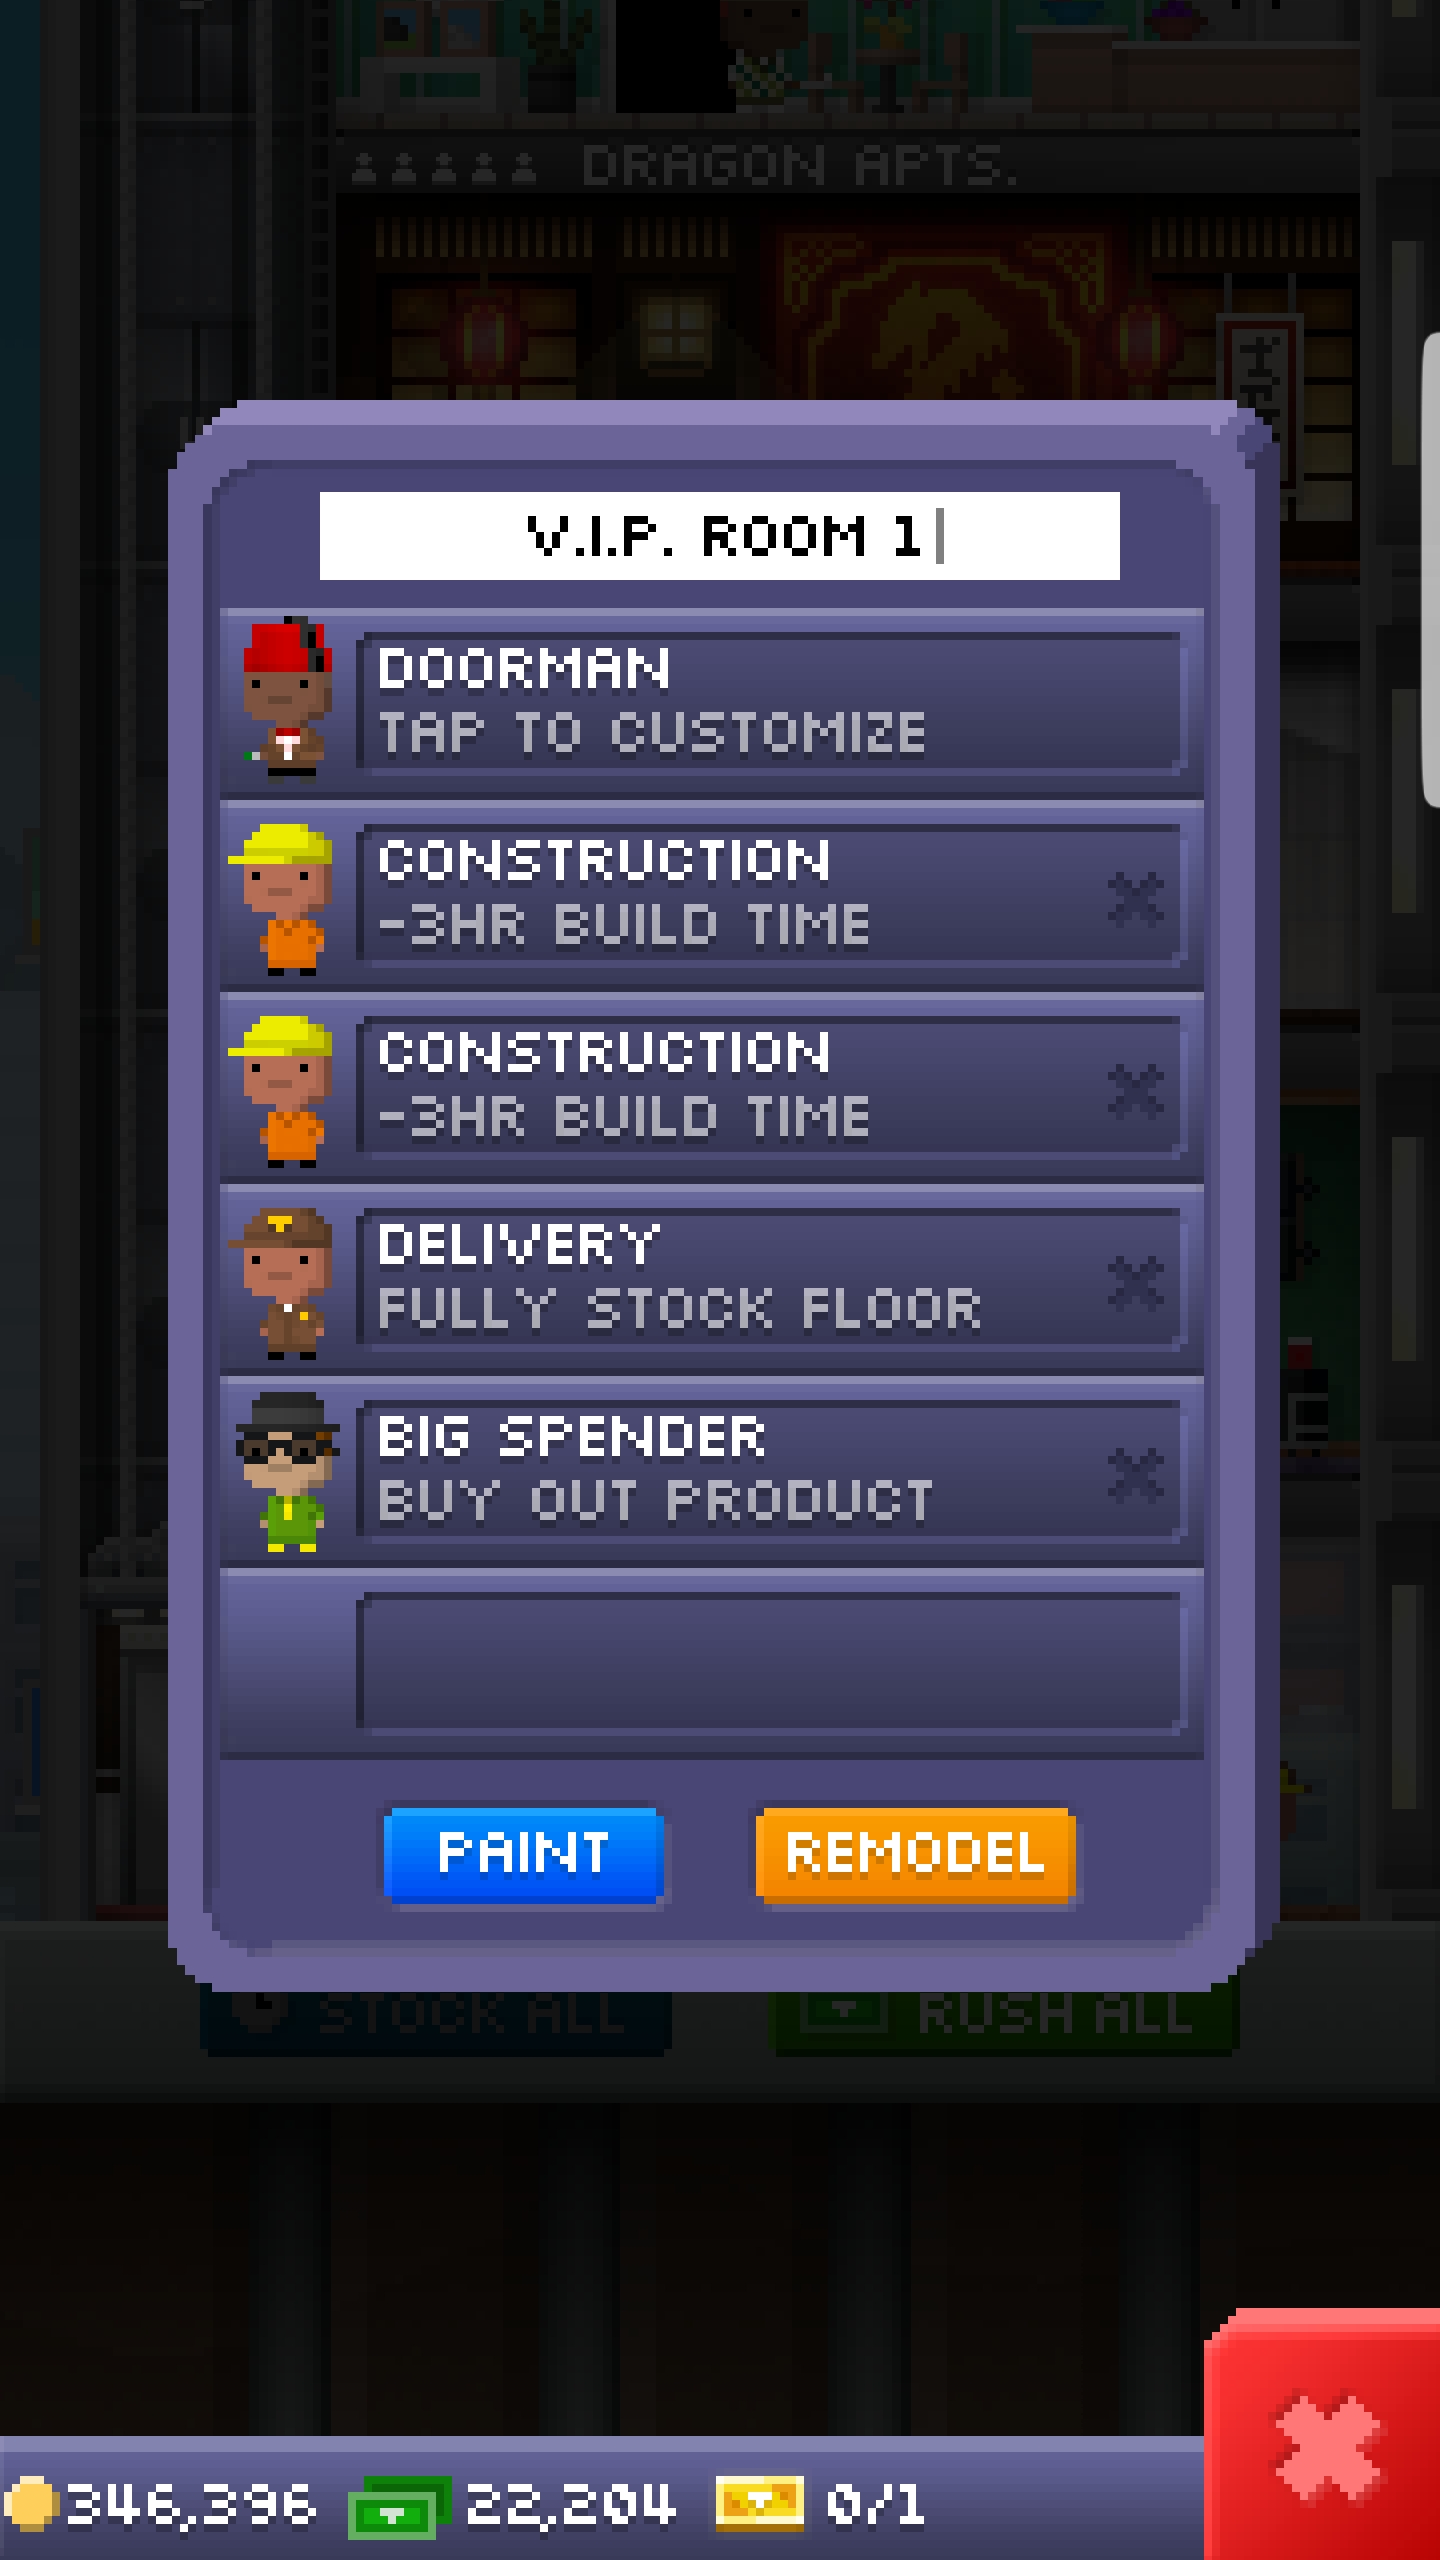 DRAGON APTS.
V.I.P. ROOM 1
DOORMAN
TAP TO CUSTOMIZE
CONSTRUCTION
-3HR BUILD TIME
CONSTRUCTION
-3HR BUILD TIME
DELIVERY
FULLY STOCK FLOOR
BIG SPENDER
BUY OUT PRODUCT
PAINT
REMODEL
STOCK ALL
RUSH ALL
346,396
22,204
0/1